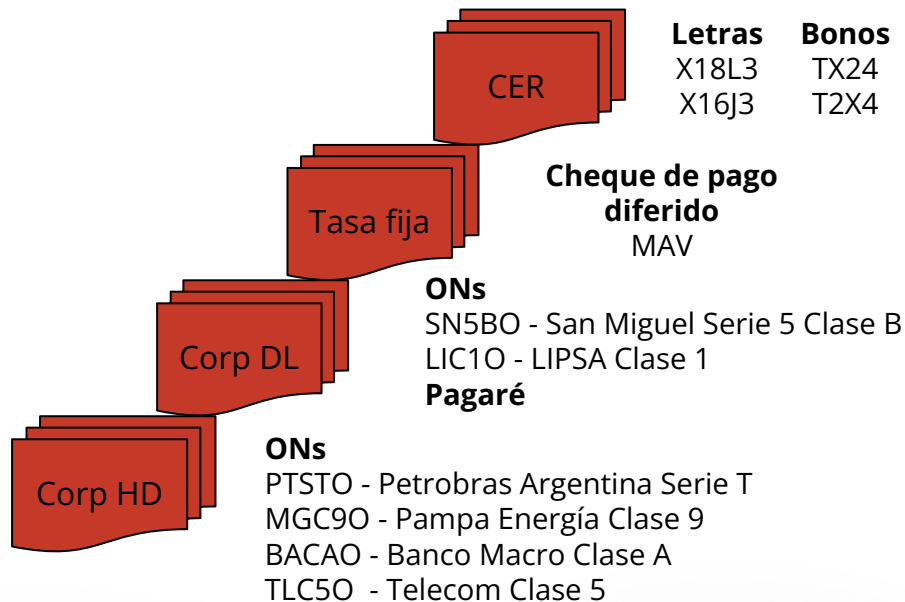 Letras Bonos
X18L3 TX24
X16J3 T2X4
CER
Cheque de pago
diferido
MAV
Tasa fija
ONs
SN5BO - San Miguel Serie 5 Clase B
LIC1O - LIPSA Clase 1
Pagaré
Corp DL
ONs
PTSTO - Petrobras Argentina Serie T
MGC9O - Pampa Energía Clase 9
BACAO - Banco Macro Clase A
TLC5O - Telecom Clase 5
Corp HD